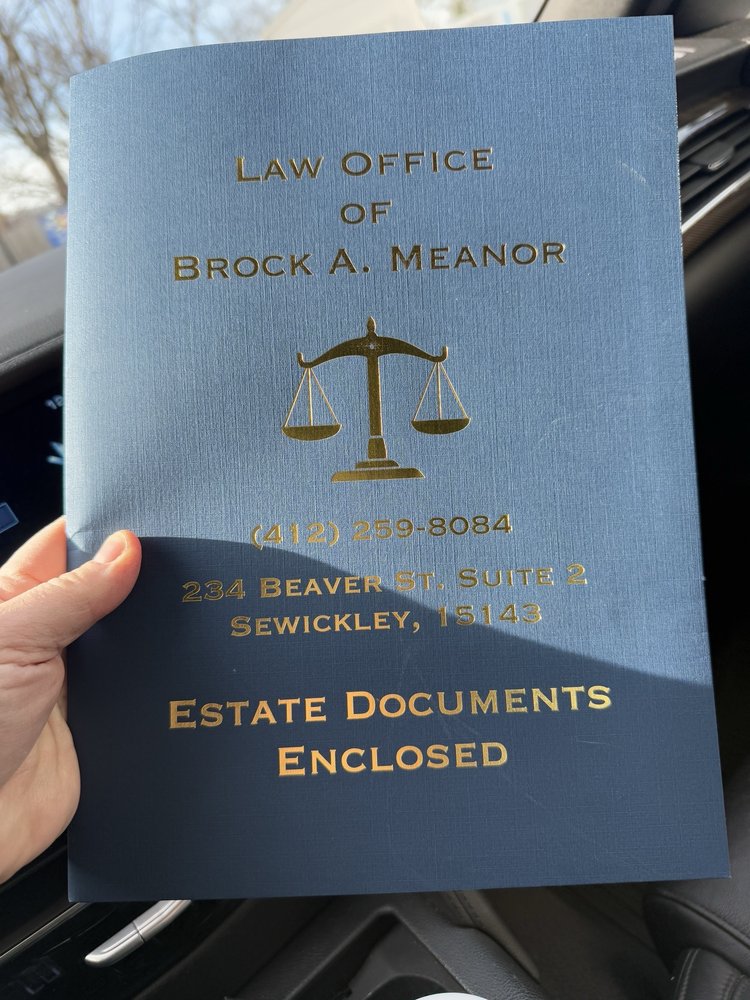 Law Office
of
Brock A. Meanor
(412) 259-8084
234 Beaver St. Suite 2
Sewickley, 15143
Estate Documents
Enclosed